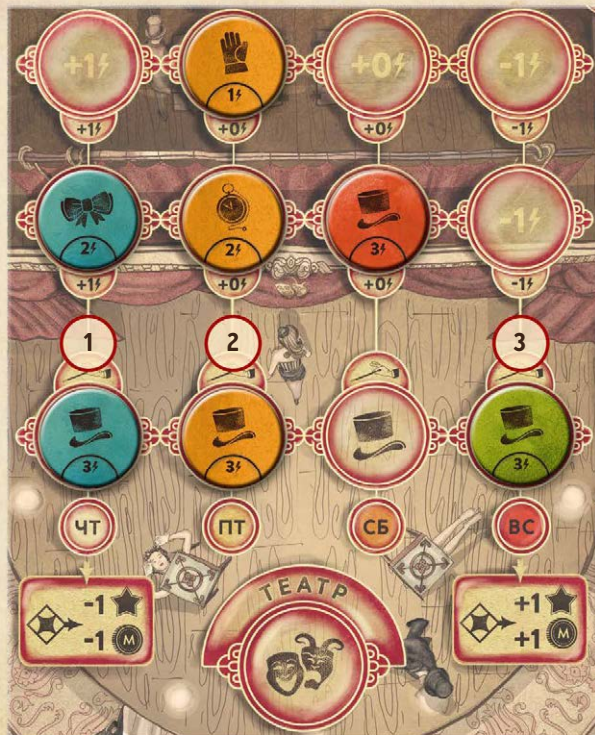 +1 +0 -1
1
+1 +0 +0 -1
2 2 3 -1
+1 +0 +0 -1
1 2 3
3 3 3
ЧТ ПТ СБ ВС
-1
-1 М
ТЕАТР
+1
+1 М